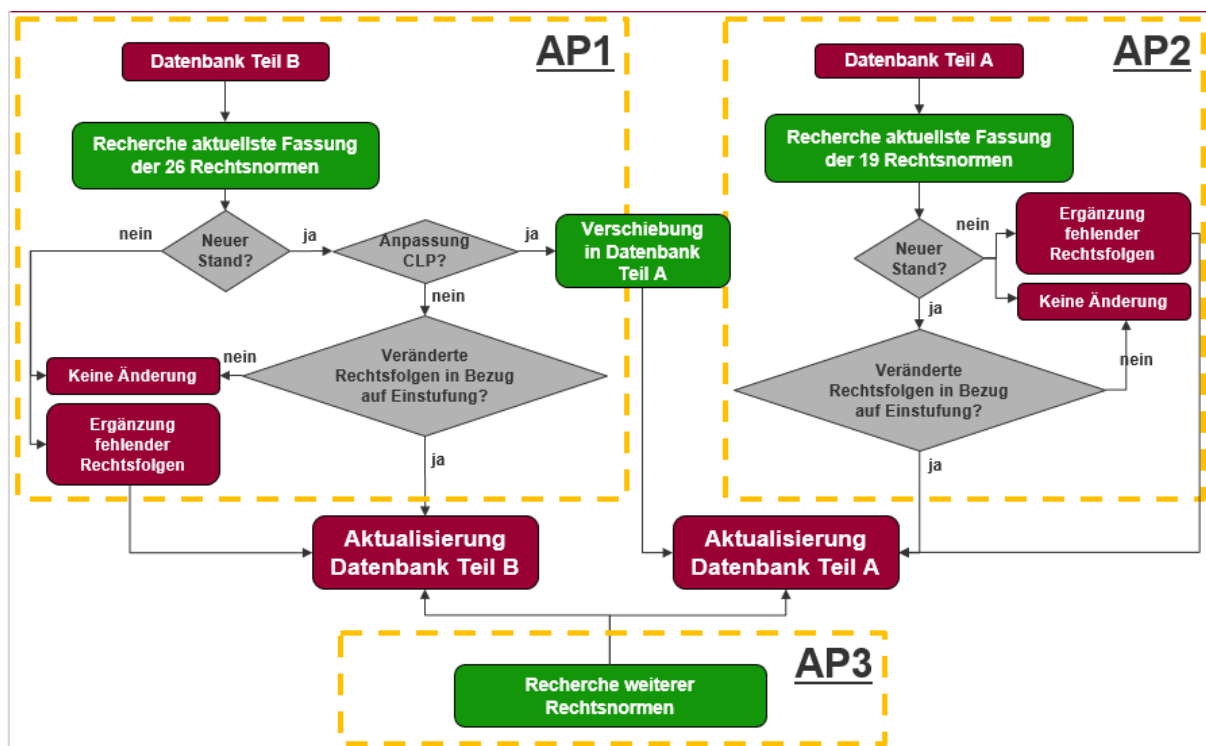 AP1
Datenbank Teil B
Recherche aktuellste Fassung
der 26 Rechtsnormen
nein
Neuer
Stand?
ja
Anpassung
CLP?
ja
Verschiebung
in Datenbank
Teil A
nein
nein
Veränderte
Rechtsfolgen in Bezug
auf Einstufung?
Keine Änderung
Ergänzung
fehlender
Rechtsfolgen
ja
Aktualisierung
Datenbank Teil B
AP2
Datenbank Teil A
Recherche aktuellste Fassung
der 19 Rechtsnormen
Neuer
Stand?
nein
Ergänzung
fehlender
Rechtsfolgen
Keine Änderung
ja
nein
Veränderte
Rechtsfolgen in Bezug
auf Einstufung?
ja
Aktualisierung
Datenbank Teil A
AP3
Recherche weiterer
Rechtsnormen